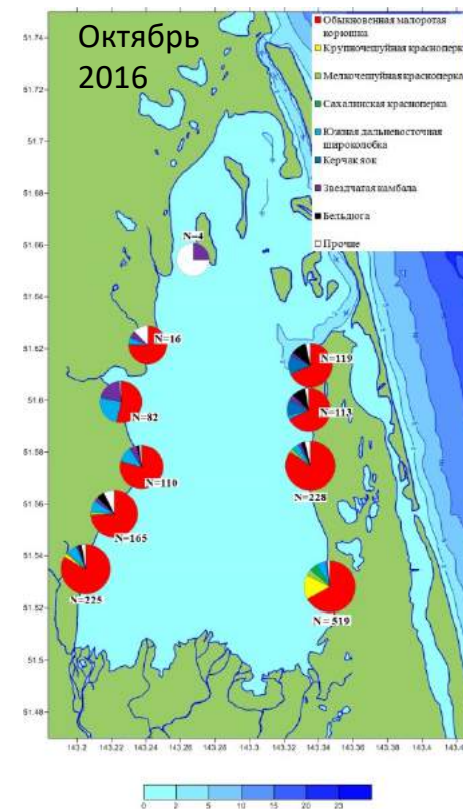 Октябрь
2016
Обыкновенная малоротая
корюшка
Крупночешуйная красноперка
Мелкочешуйная красноперка
Сахалинская красноперка
Южная дальневосточная
широколобка
Керчак яок
Звездчатая камбала
Бельдюга
Прочие
51.74
51.72
51.7
51.68
51.66
51.64
51.62
51.6
51.58
51.56
51.54
51.52
51.5
51.48
N=4
N=16
N=119
N=82
N=113
N=110
N=228
N=165
N=225
N=519
143.2 143.22 143.24 143.26 143.28 143.3 143.32 143.34 143.36 143.38 143.4
0 2 5 10 15 20